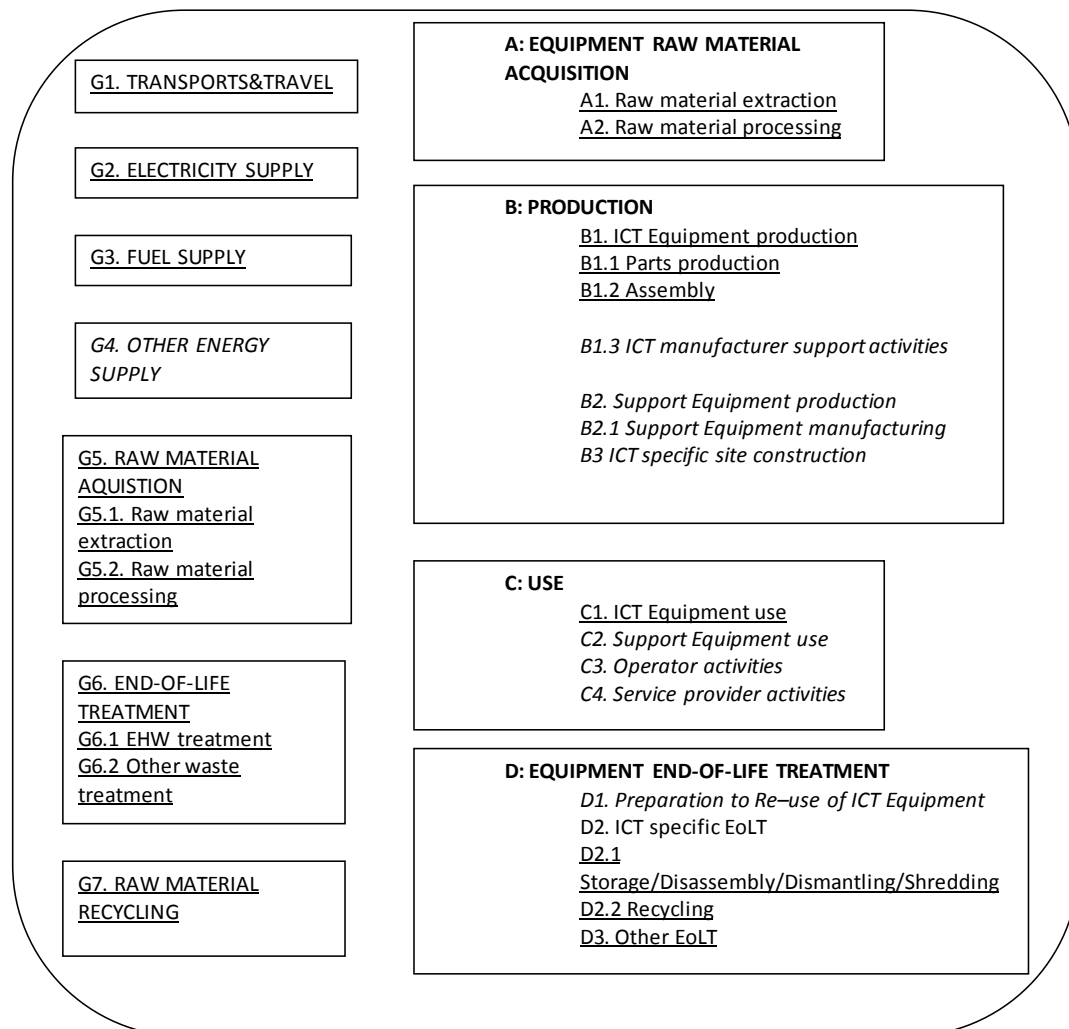 G1. TRANSPORTS&TRAVEL
G2. ELECTRICITY SUPPLY
G3. FUEL SUPPLY
G4. OTHER ENERGY
SUPPLY
G5. RAW MATERIAL
AQUISTION
G5.1. Raw material
extraction
G5.2. Raw material
processing
G6. END-OF-LIFE
TREATMENT
G6.1 EHW treatment
G6.2 Other waste
treatment
G7. RAW MATERIAL
RECYCLING
A: EQUIPMENT RAW MATERIAL
ACQUISITION
A1. Raw material extraction
A2. Raw material processing
B: PRODUCTION
B1. ICT Equipment production
B1.1 Parts production
B1.2 Assembly
B1.3 ICT manufacturer support activities
B2. Support Equipment production
B2.1 Support Equipment manufacturing
B3 ICT specific site construction
C: USE
C1. ICT Equipment use
C2. Support Equipment use
C3. Operator activities
C4. Service provider activities
D: EQUIPMENT END-OF-LIFE TREATMENT
D1. Preparation to Re–use of ICT Equipment
D2. ICT specific EoLT
D2.1
Storage/Disassembly/Dismantling/Shredding
D2.2 Recycling
D3. Other EoLT